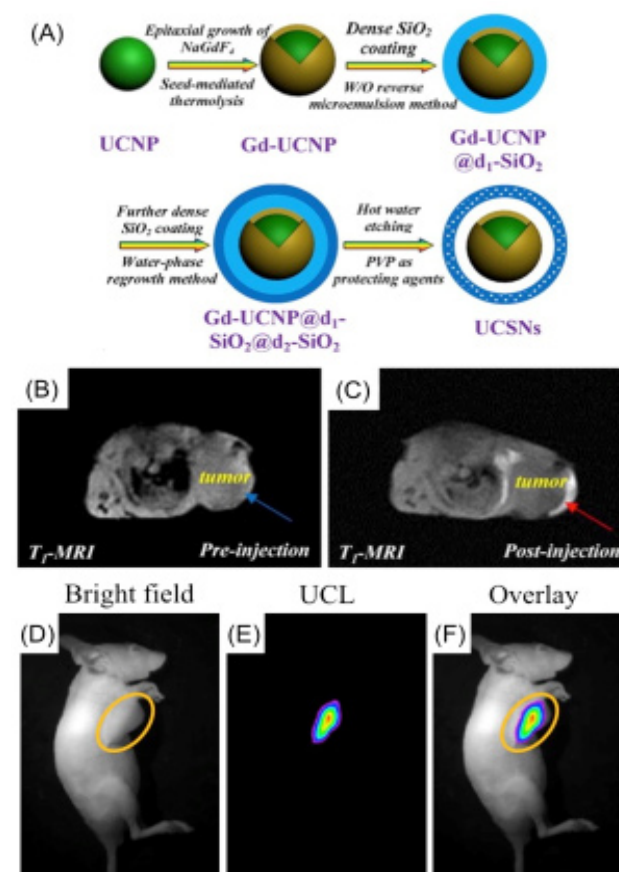 (A)
Epitaxial growth of
NaGdF₄
Seed-mediated
thermolysis
Dense SiO₂
coating
W/O reverse
microemulsion method
UCNP
Gd-UCNP
Gd-UCNP
@d₁-SiO₂
Further dense
SiO₂ coating
Water-phase
regrowth method
Hot water
etching
PVP as
protecting agents
Gd-UCNP@d₁-
SiO₂@d₂-SiO₂
UCSNs
(B)
tumor
T₁-MRI
Pre-injection
(C)
tumor
T₁-MRI
Post-injection
Bright field
UCL
Overlay
(D)
(E)
(F)